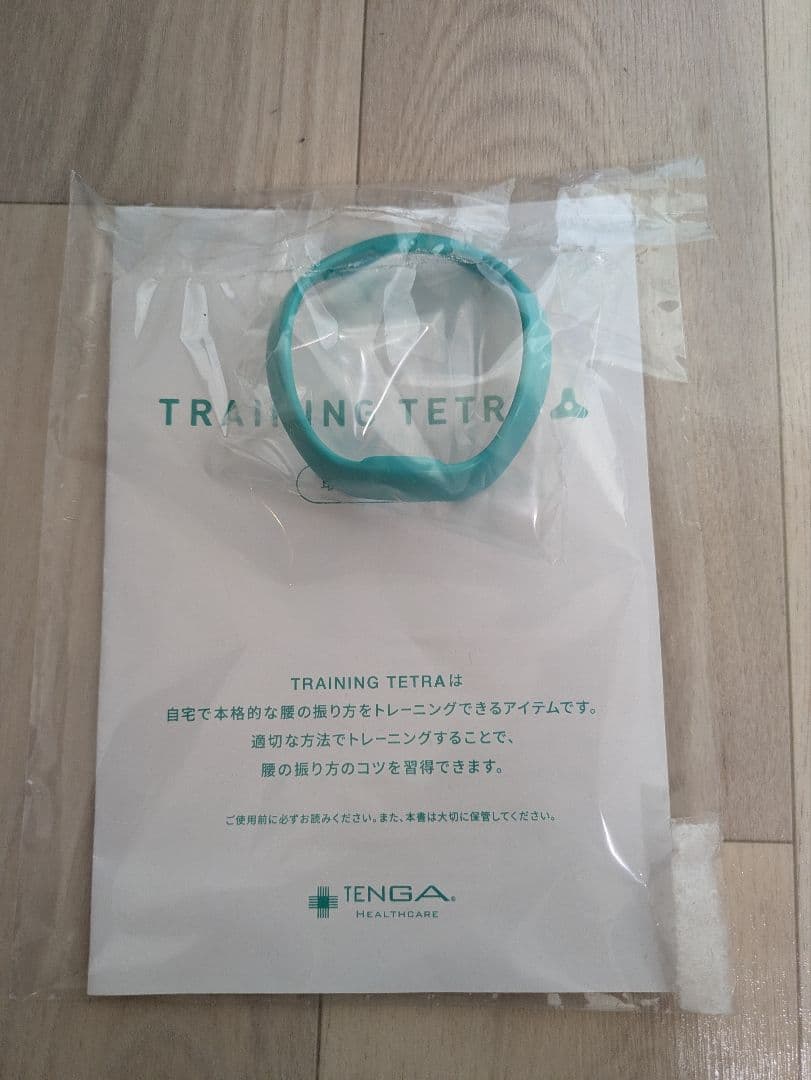 TRAINING TETRA
TRAINING TETRAは
自宅で本格的な腰の振り方をトレーニングできるアイテムです。
適切な方法でトレーニングすることで、
腰の振り方のコツを習得できます。
ご使用前に必ずお読みください。また、本書は大切に保管してください。
TENGA®
HEALTHCARE